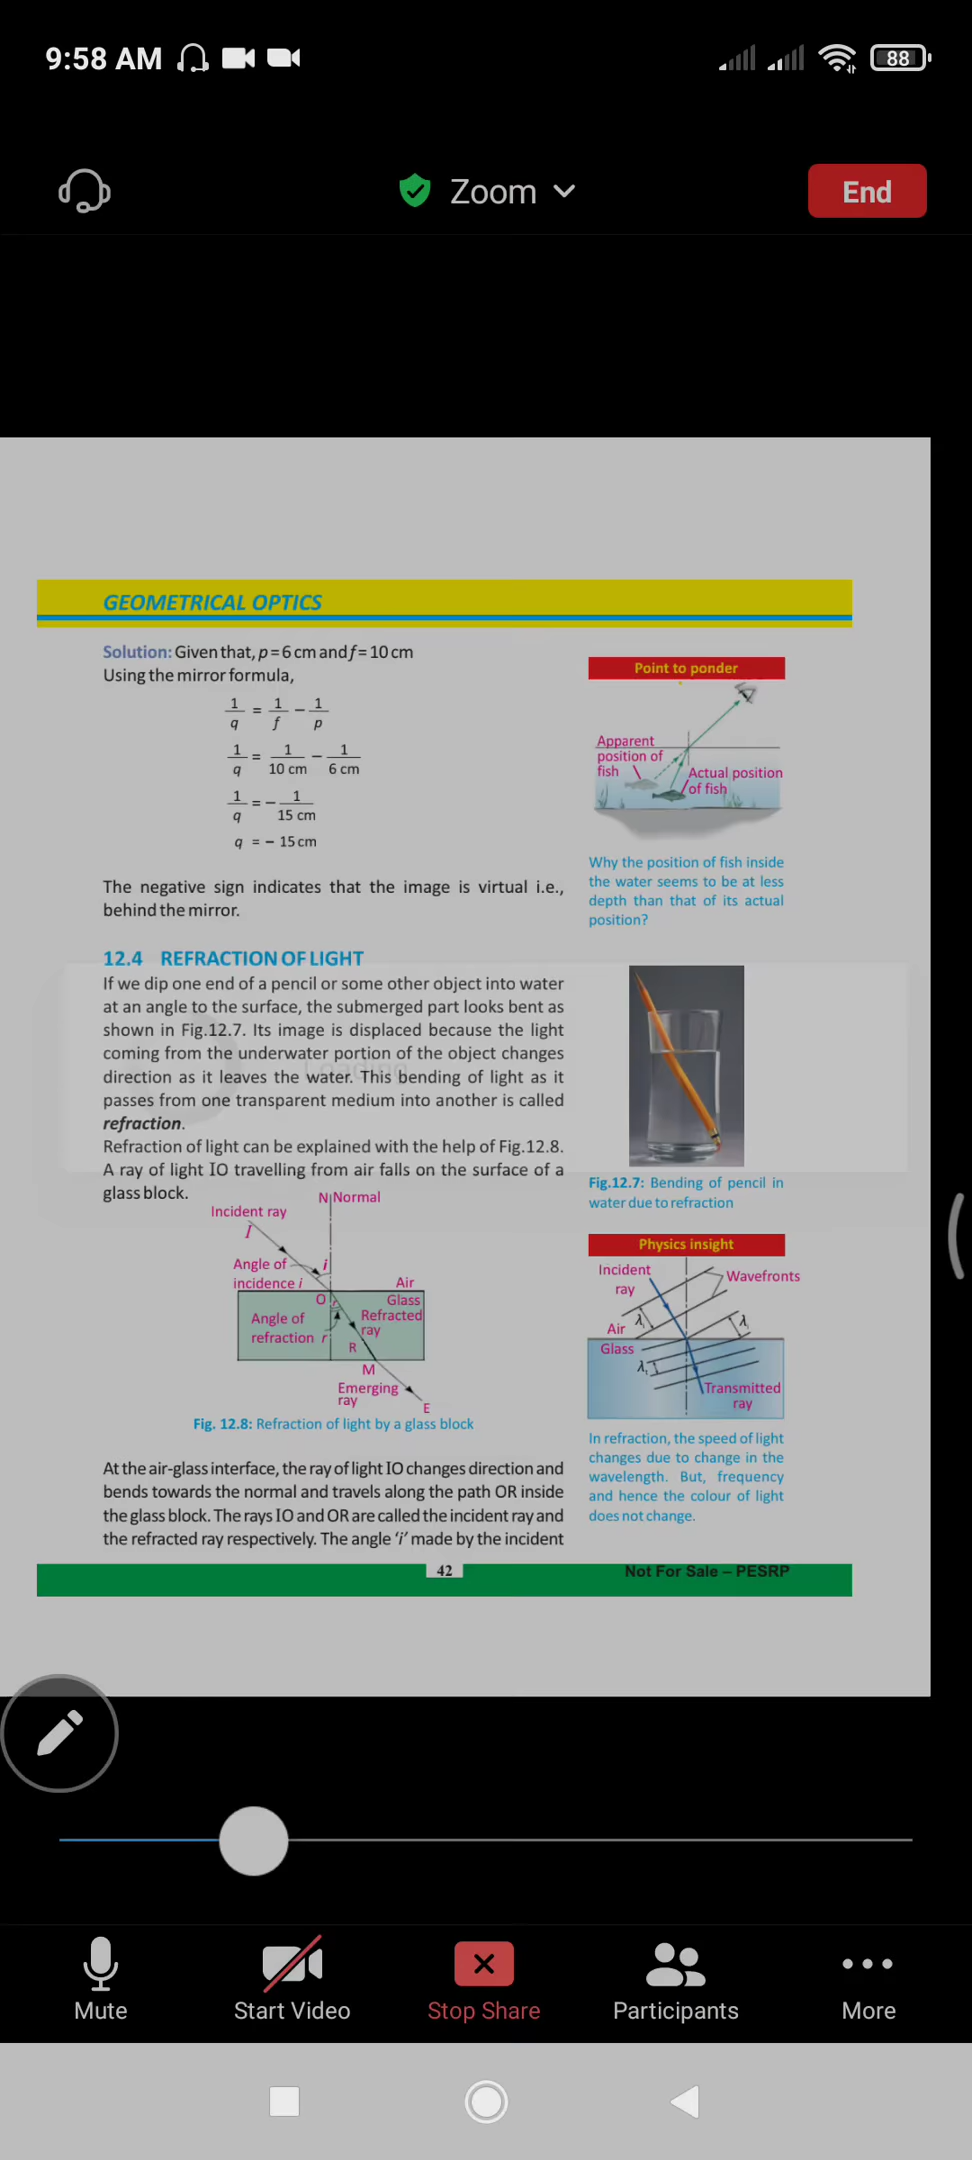 9:58 AM
88
Zoom
End
GEOMETRICAL OPTICS
Solution: Given that, p = 6 cm and f = 10 cm
Using the mirror formula,
1/q = 1/f − 1/p
1/q = 1/10 cm − 1/6 cm
1/q = − 1/15 cm
q = − 15 cm
The negative sign indicates that the image is virtual i.e.,
behind the mirror.
12.4 REFRACTION OF LIGHT
If we dip one end of a pencil or some other object into water
at an angle to the surface, the submerged part looks bent as
shown in Fig.12.7. Its image is displaced because the light
coming from the underwater portion of the object changes
direction as it leaves the water. This bending of light as it
passes from one transparent medium into another is called
refraction.
Loading
Refraction of light can be explained with the help of Fig.12.8.
A ray of light IO travelling from air falls on the surface of a
glass block.
N Normal
Incident ray
I
Angle of
incidence i
i
Air
O
r
Glass
Angle of
refraction r
Refracted
ray
R
M
Emerging
ray
E
Fig. 12.8: Refraction of light by a glass block
At the air-glass interface, the ray of light IO changes direction and
bends towards the normal and travels along the path OR inside
the glass block. The rays IO and OR are called the incident ray and
the refracted ray respectively. The angle ‘i’ made by the incident
Point to ponder
Apparent
position of
fish
Actual position
of fish
Why the position of fish inside
the water seems to be at less
depth than that of its actual
position?
Fig.12.7: Bending of pencil in
water due to refraction
Physics insight
Incident
ray
Wavefronts
Air
Glass
Transmitted
ray
In refraction, the speed of light
changes due to change in the
wavelength. But, frequency
and hence the colour of light
does not change.
42
Not For Sale – PESRP
Mute
Start Video
Stop Share
Participants
More